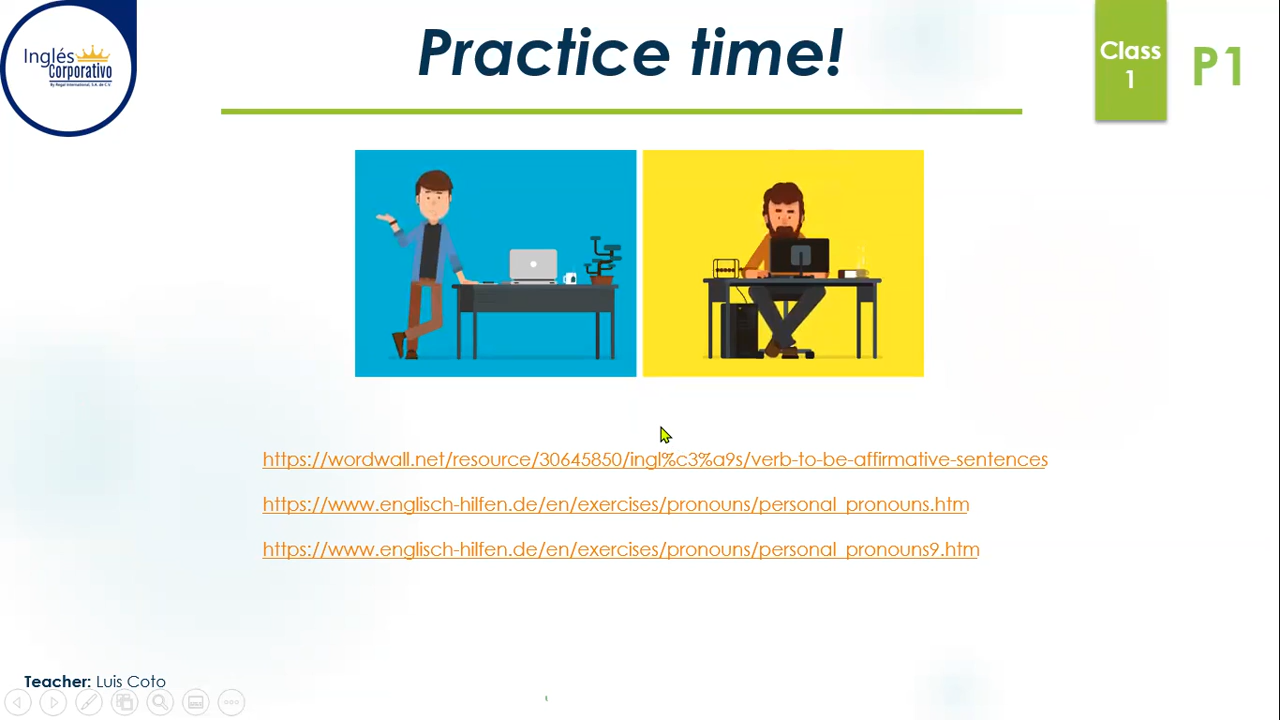 Inglés
Corporativo
By Regal International, S.A. de C.V.
Practice time!
Class
1
P1
https://wordwall.net/resource/30645850/ingl%c3%a9s/verb-to-be-affirmative-sentences
https://www.englisch-hilfen.de/en/exercises/pronouns/personal_pronouns.htm
https://www.englisch-hilfen.de/en/exercises/pronouns/personal_pronouns9.htm
Teacher: Luis Coto